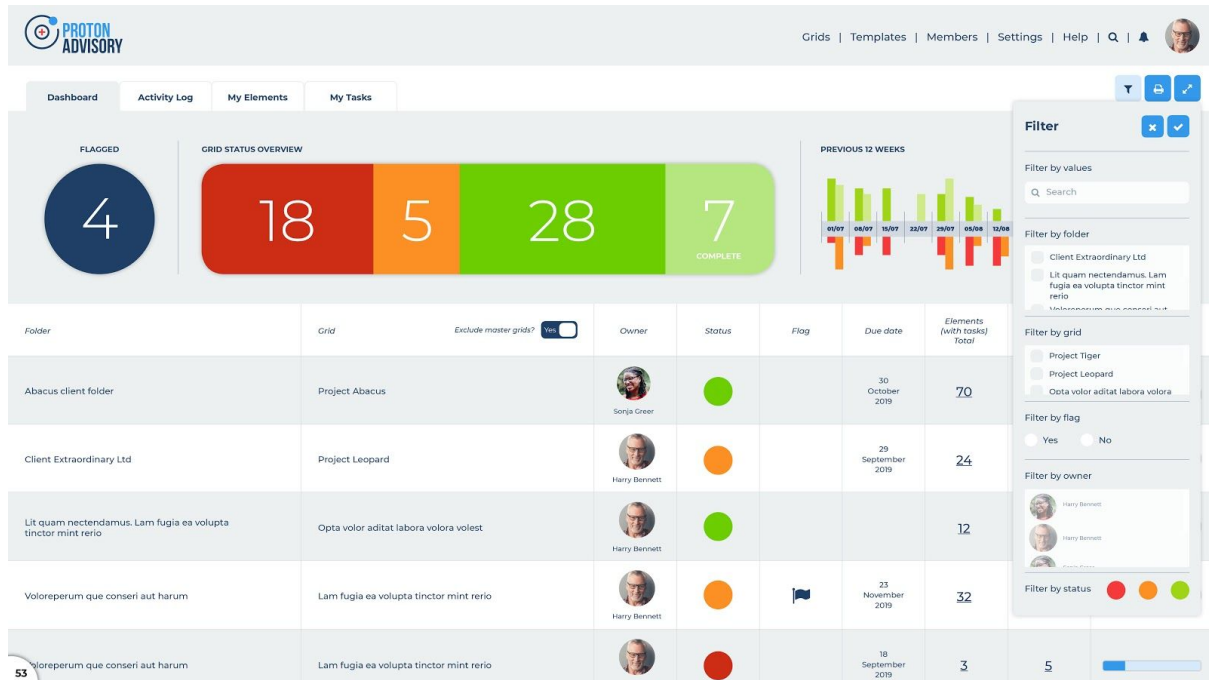 PROTON
ADVISORY
Grids | Templates | Members | Settings | Help | |
Dashboard
Activity Log
My Elements
My Tasks
FLAGGED
4
GRID STATUS OVERVIEW
18
5
28
7
COMPLETE
PREVIOUS 12 WEEKS
01/07 08/07 15/07 22/07 29/07 05/08 12/08
Filter
Filter by values
Search
Filter by folder
Client Extraordinary Ltd
Lit quam nectendamus. Lam
fugia ea volupta tinctor mint
rerio
Voloreperum que conseri aut
Filter by grid
Project Tiger
Project Leopard
Opta volor aditat labora volora
Filter by flag
Yes
No
Filter by owner
Harry Bennett
Harry Bennett
Filter by status
Folder
Grid
Exclude master grids?
Yes
Owner
Status
Flag
Due date
Elements
(with tasks)
Total
Abacus client folder
Project Abacus
Sonja Greer
30
October
2019
70
Client Extraordinary Ltd
Project Leopard
Harry Bennett
29
September
2019
24
Lit quam nectendamus. Lam fugia ea volupta
tinctor mint rerio
Opta volor aditat labora volora volest
Harry Bennett
12
Voloreperum que conseri aut harum
Lam fugia ea volupta tinctor mint rerio
Harry Bennett
23
November
2019
32
que conseri aut harum
Lam fugia ea volupta tinctor mint rerio
18
September
2019
3
5
53